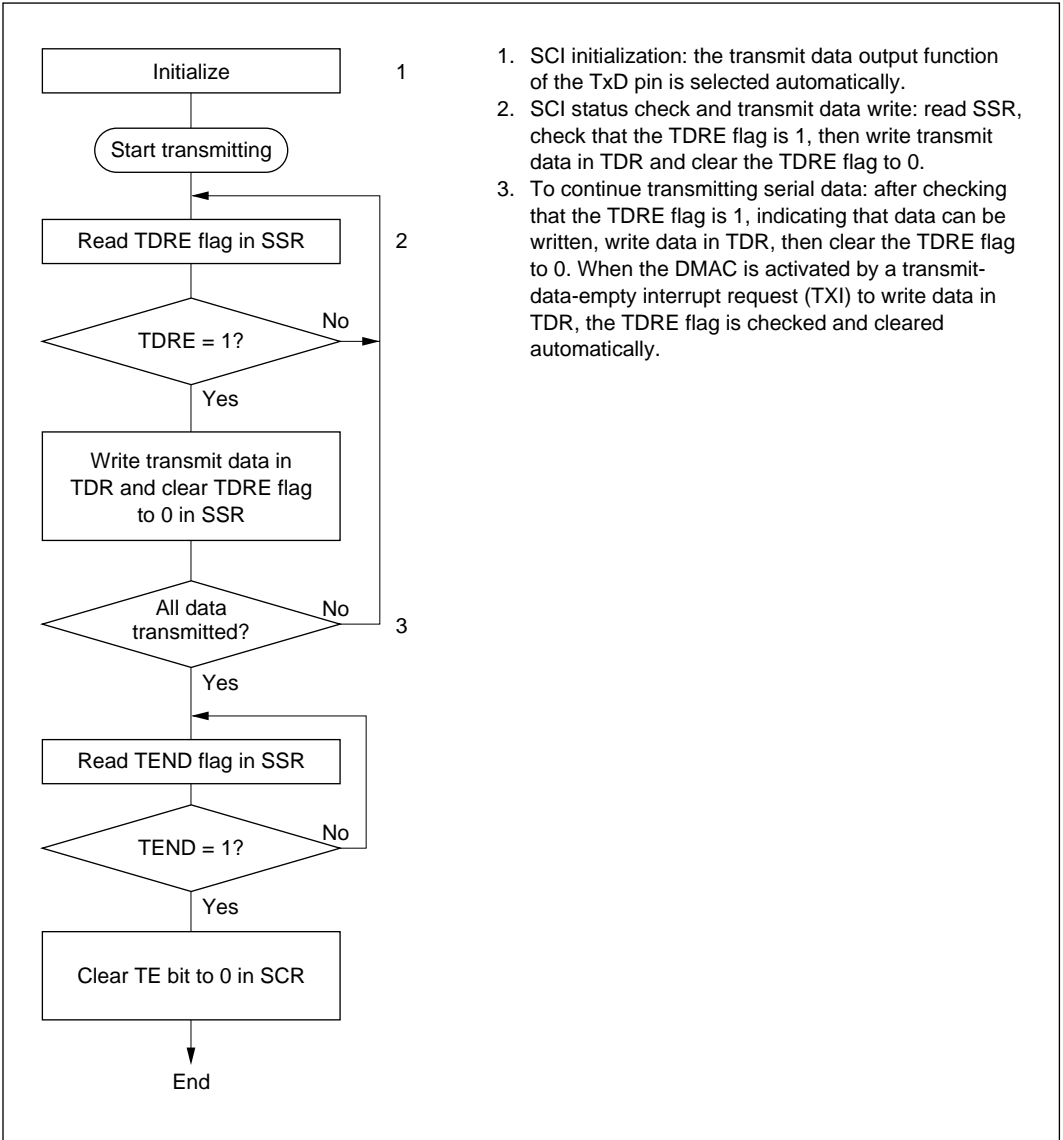 Initialize
1
Start transmitting
Read TDRE flag in SSR
2
TDRE = 1?
No
Yes
Write transmit data in
TDR and clear TDRE flag
to 0 in SSR
All data
transmitted?
No
3
Yes
Read TEND flag in SSR
TEND = 1?
No
Yes
Clear TE bit to 0 in SCR
End
1. SCI initialization: the transmit data output function
of the TxD pin is selected automatically.
2. SCI status check and transmit data write: read SSR,
check that the TDRE flag is 1, then write transmit
data in TDR and clear the TDRE flag to 0.
3. To continue transmitting serial data: after checking
that the TDRE flag is 1, indicating that data can be
written, write data in TDR, then clear the TDRE flag
to 0. When the DMAC is activated by a transmit-
data-empty interrupt request (TXI) to write data in
TDR, the TDRE flag is checked and cleared
automatically.